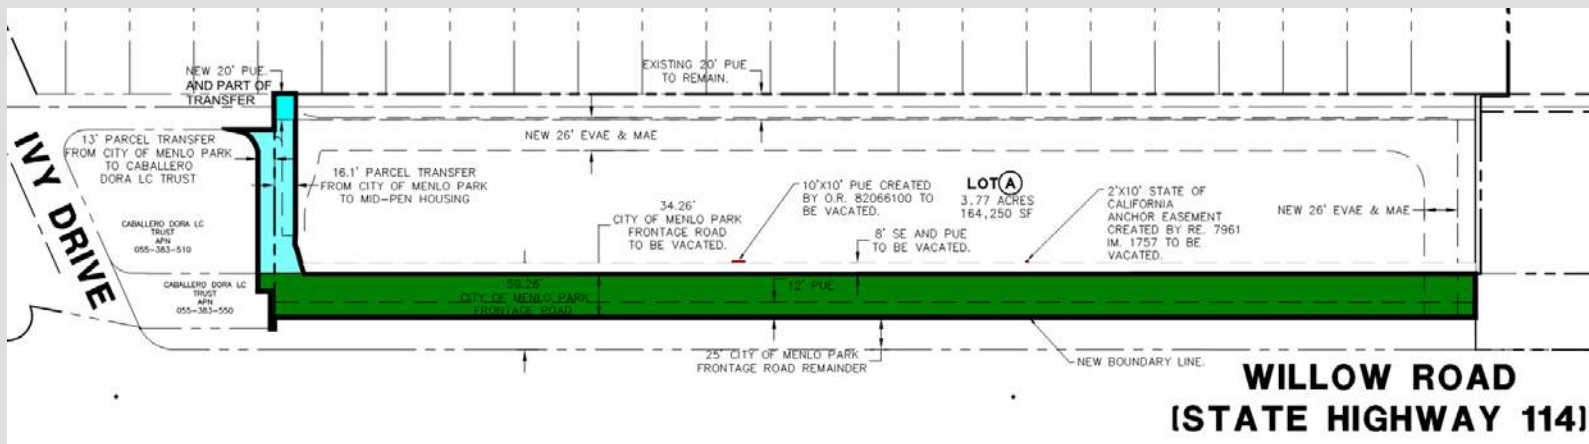 NEW 20' PUE.
AND PART OF
TRANSFER
EXISTING 20' PUE
TO REMAIN.
NEW 26' EVAE & MAE
IVY DRIVE
13' PARCEL TRANSFER
FROM CITY OF MENLO PARK
TO CABALLERO
DORA LC TRUST
16.1' PARCEL TRANSFER
FROM CITY OF MENLO PARK
TO MID-PEN HOUSING
34.26'
CITY OF MENLO PARK
FRONTAGE ROAD
TO BE VACATED.
10'X10' PUE CREATED
BY O.R. 82066100 TO
BE VACATED.
LOT A
3.77 ACRES
164,250 SF
8' SE AND PUE
TO BE VACATED.
2'X10' STATE OF
CALIFORNIA
ANCHOR EASEMENT
CREATED BY RE. 7961
IM. 1757 TO BE
VACATED.
NEW 26' EVAE & MAE
CABALLERO DORA LC
TRUST
APN
055-383-510
CABALLERO DORA LC
TRUST
APN
055-383-550
59.26'
CITY OF MENLO PARK
FRONTAGE ROAD
12' PUE
25' CITY OF MENLO PARK
FRONTAGE ROAD REMAINDER
NEW BOUNDARY LINE.
WILLOW ROAD
(STATE HIGHWAY 114)